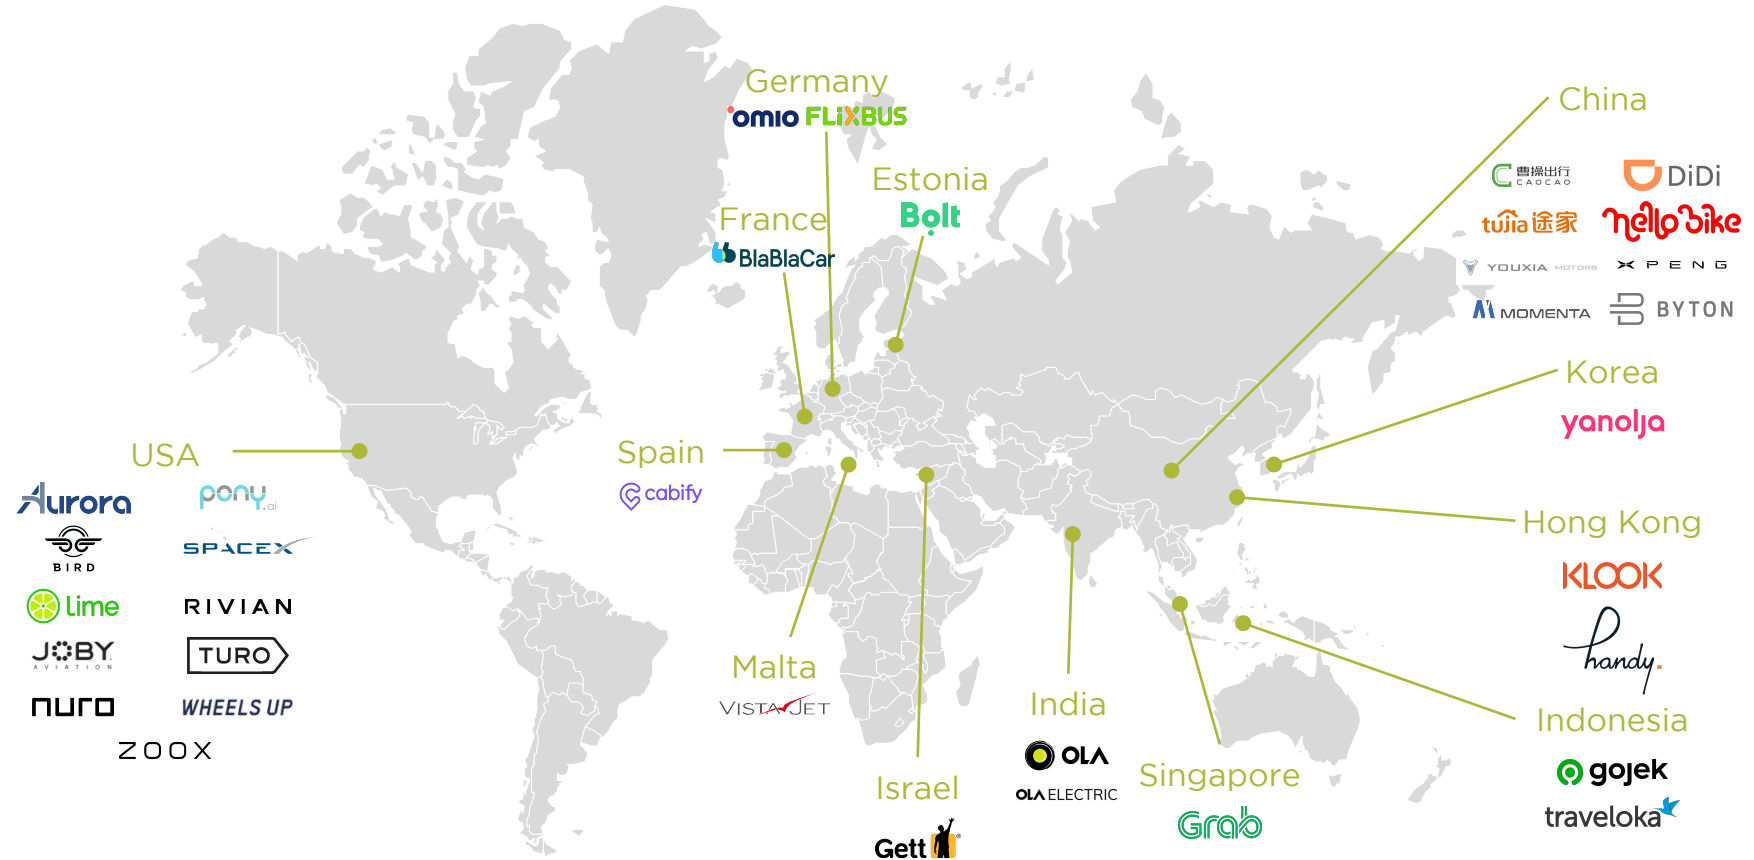 Germany
omio FLiXBUS
Estonia
Bolt
France
BlaBlaCar
China
曹操出行
CAOCAO
DiDi
tujia途家
hellobike
YOUXIA MOTORS
XPENG
MOMENTA
BYTON
Korea
yanolja
USA
Aurora
pony.ai
BIRD
SPACEX
Lime
RIVIAN
JOBY
AVIATION
TURO
nuro
WHEELS UP
ZOOX
Spain
cabify
Hong Kong
KLOOK
handy.
Malta
VISTAJET
India
OLA
OLA ELECTRIC
Singapore
Grab
Israel
Gett
Indonesia
gojek
traveloka